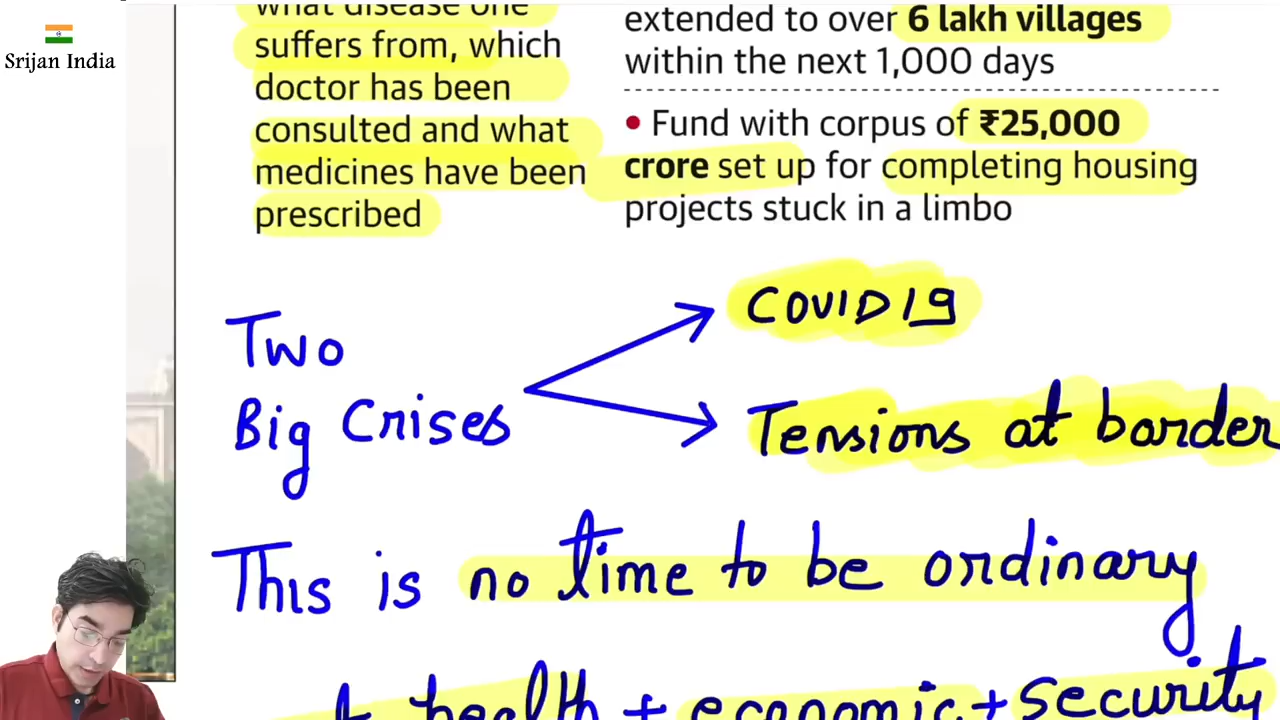 Srijan India
what disease one
suffers from, which
doctor has been
consulted and what
medicines have been
prescribed
extended to over 6 lakh villages
within the next 1,000 days
• Fund with corpus of ₹25,000
crore set up for completing housing
projects stuck in a limbo
Two
Big Crises
COVID19
Tensions at border
This is no time to be ordinary
health + economic + security